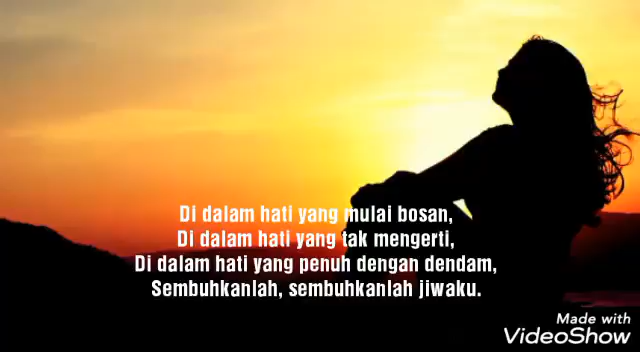 Di dalam hati yang mulai bosan,
Di dalam hati yang tak mengerti,
Di dalam hati yang penuh dengan dendam,
Sembuhkanlah, sembuhkanlah jiwaku.
Made with
VideoShow